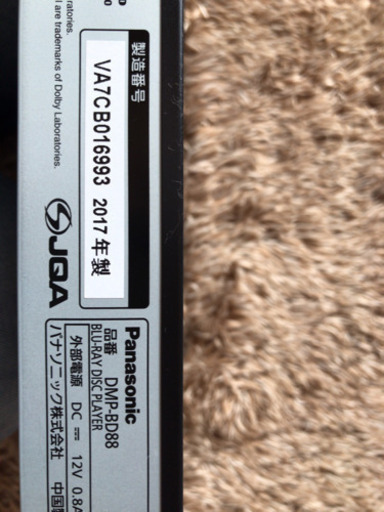 oratories.
l are trademarks of Dolby Laboratories.
製造番号
VA7CB016993 2017年製
JQA
Panasonic
品番 DMP-BD88
BLU-RAY DISC PLAYER
外部電源 DC ⎓ 12V 0.8A
パナソニック株式会社 中国